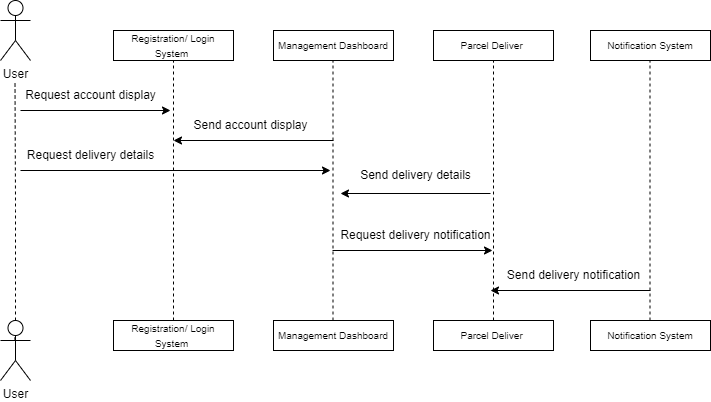 Registration/ Login
System
Management Dashboard
Parcel Deliver
Notification System
User
Request account display
Send account display
Request delivery details
Send delivery details
Request delivery notification
Send delivery notification
Registration/ Login
System
Management Dashboard
Parcel Deliver
Notification System
User